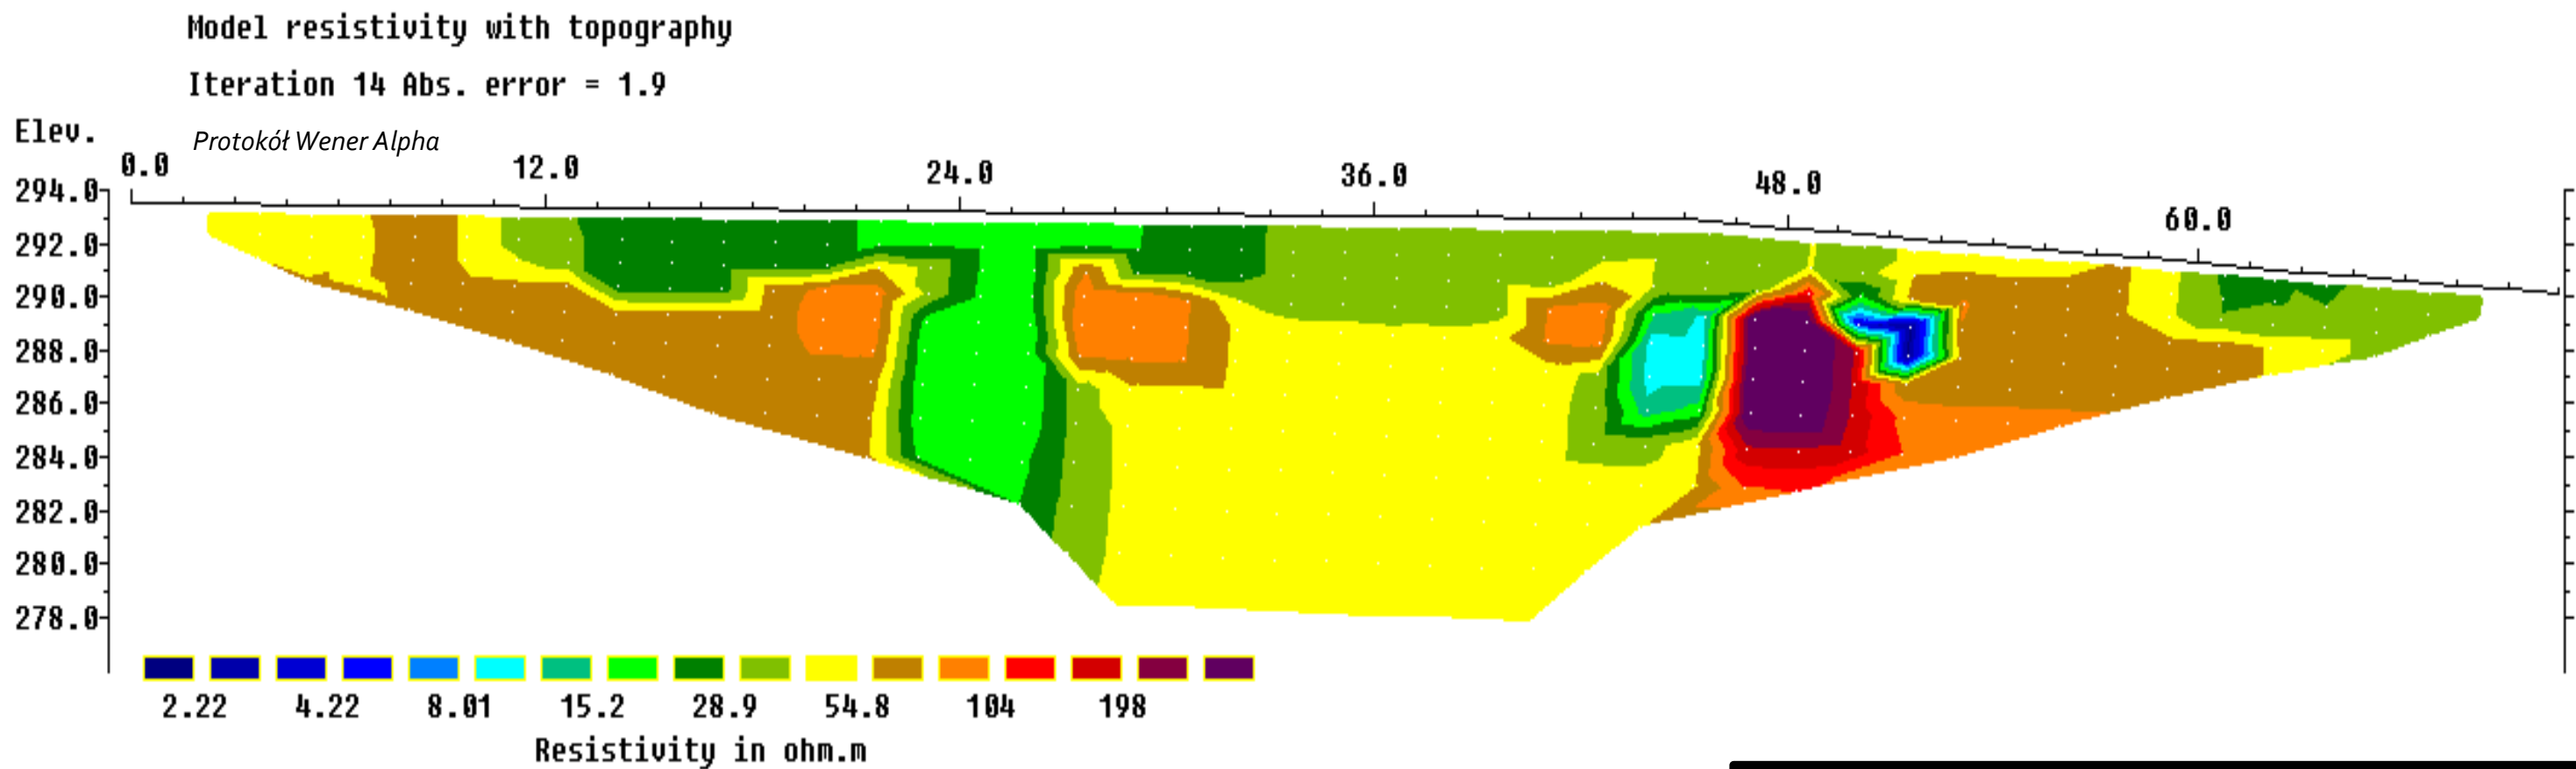 Model resistivity with topography
Iteration 14 Abs. error = 1.9
Elev.
Protokół Wener Alpha
0.0 12.0 24.0 36.0 48.0 60.0
294.0
292.0
290.0
288.0
286.0
284.0
282.0
280.0
278.0
2.22 4.22 8.01 15.2 28.9 54.8 104 198
Resistivity in ohm.m